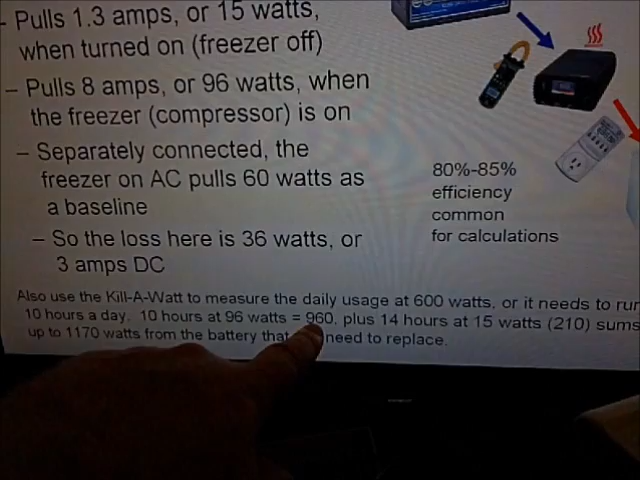 - Pulls 1.3 amps, or 15 watts,
when turned on (freezer off)
– Pulls 8 amps, or 96 watts, when
the freezer (compressor) is on
– Separately connected, the
freezer on AC pulls 60 watts as
a baseline
– So the loss here is 36 watts, or
3 amps DC
80%-85%
efficiency
common
for calculations
Also use the Kill-A-Watt to measure the daily usage at 600 watts, or it needs to run
10 hours a day. 10 hours at 96 watts = 960, plus 14 hours at 15 watts (210) sums
up to 1170 watts from the battery that need to replace.